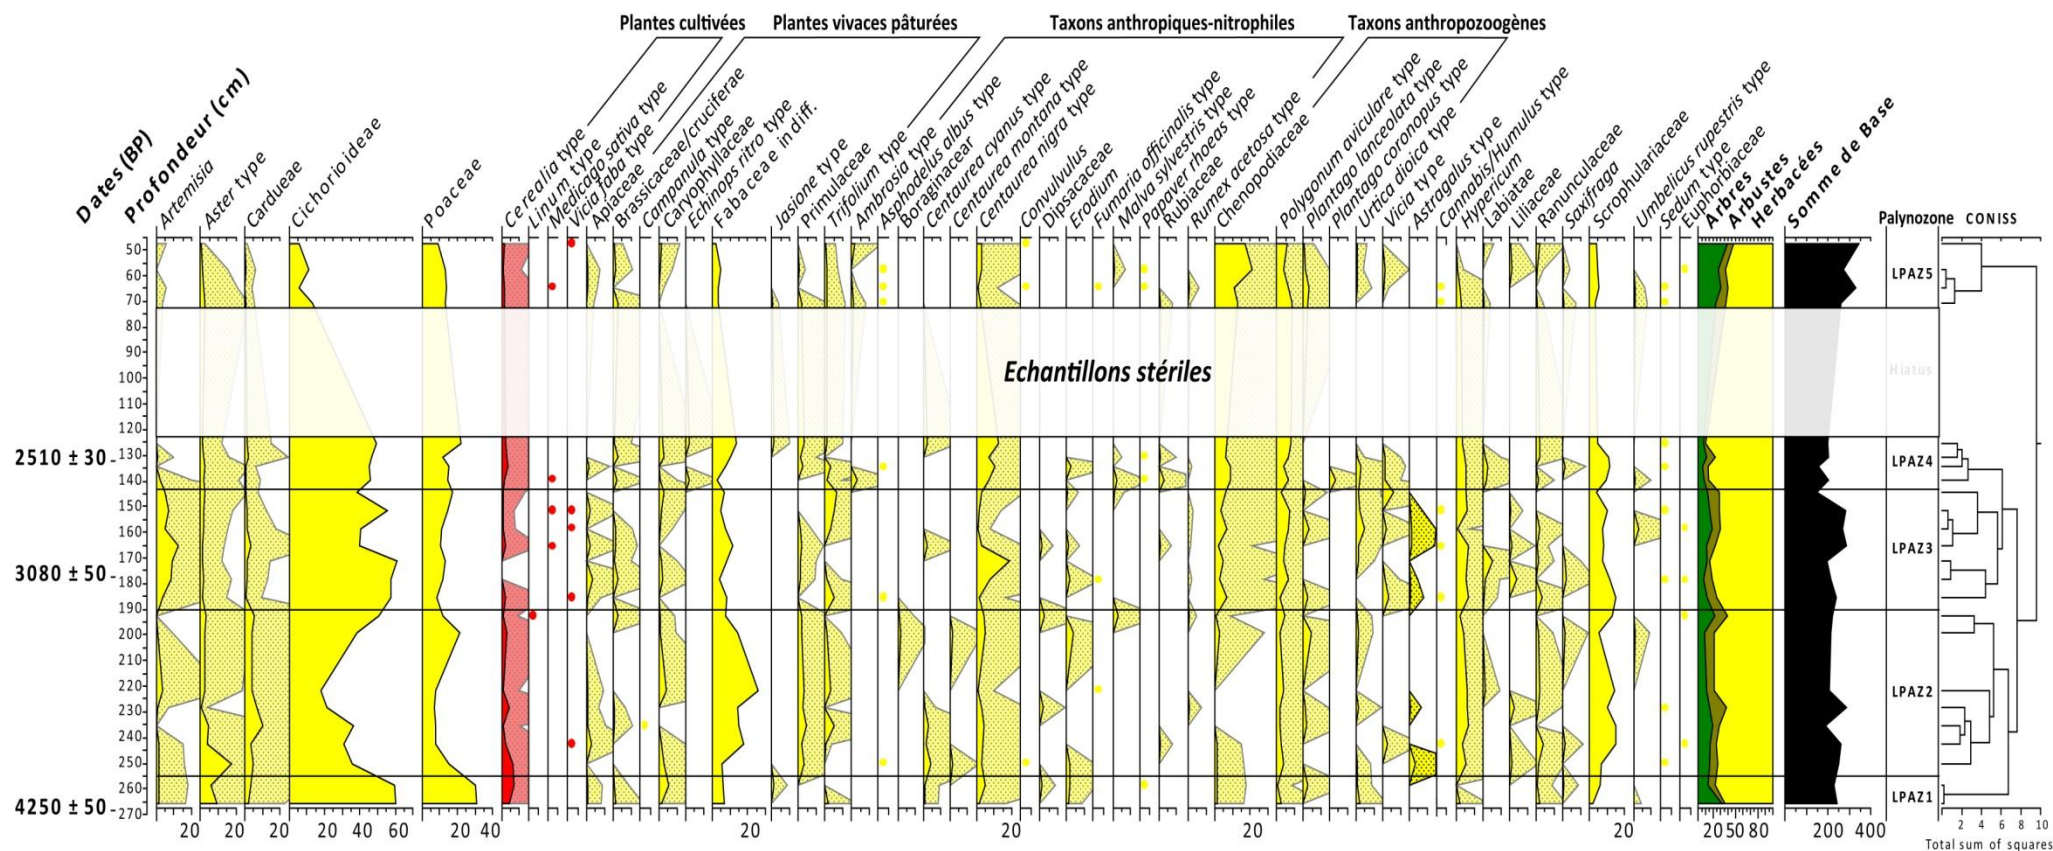 Plantes cultivées
Plantes vivaces pâturées
Taxons anthropiques-nitrophiles
Taxons anthropozoogènes
Dates (BP)
Profondeur (cm)
Artemisia
Aster type
Cardueae
Cichorioideae
Poaceae
Cerealia type
Linum type
Medicago sativa type
Vicia faba type
Apiaceae
Brassicaceae/cruciferae
Campanula type
Caryophyllaceae
Echinops ritro type
Fabaceae indiff.
Jasione type
Primulaceae
Trifolium type
Ambrosia type
Asphodelus albus type
Boraginacear
Centaurea cyanus type
Centaurea montana type
Centaurea nigra type
Convulvulus
Dipsacaceae
Erodium
Fumaria officinalis type
Malva sylvestris type
Papaver rhoeas type
Rubiaceae
Rumex acetosa type
Chenopodiaceae
Polygonum aviculare type
Plantago lanceolata type
Plantago coronopus type
Urtica dioica type
Vicia type
Astragalus type
Cannabis/Humulus type
Hypericum
Labiatae
Liliaceae
Ranunculaceae
Saxifraga
Scrophulariaceae
Umbelicus rupestris type
Sedum type
Euphorbiaceae
Arbres
Arbustes
Herbacées
Somme de Base
Palynozone CONISS
50
60
70
80
90
100
110
120
130
140
150
160
170
180
190
200
210
220
230
240
250
260
270
2510 ± 30
3080 ± 50
4250 ± 50
Echantillons stériles
LPAZ5
Hiatus
LPAZ4
LPAZ3
LPAZ2
LPAZ1
20 20 20 20 40 60 20 40 20 20 20 20 20 50 80 200 400
2 4 6 8 10
Total sum of squares